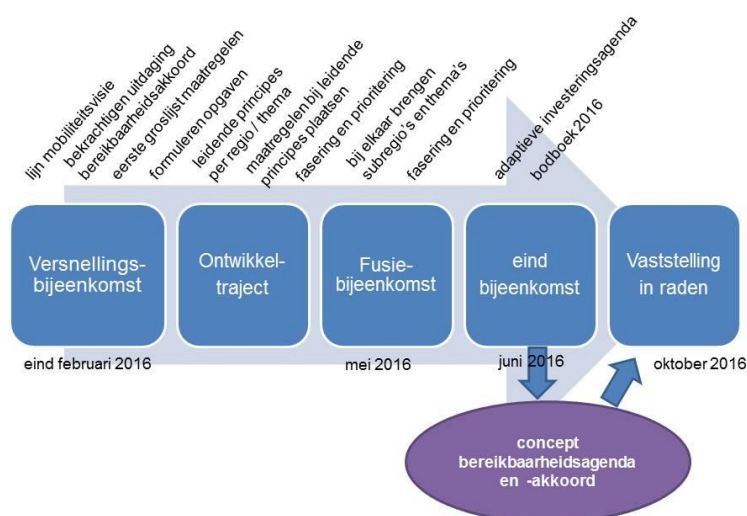 lijn mobiliteitsvisie
bekrachtigen uitdaging
bereikbaarheidsakkoord
eerste groslijst maatregelen
formuleren opgaven
leidende principes
per regio / thema
maatregelen bij leidende
principes plaatsen
fasering en prioritering
bij elkaar brengen
subregio's en thema's
fasering en prioritering
adaptieve investeringsagenda
bodboek 2016
Versnellings-
bijeenkomst
Ontwikkel-
traject
Fusie-
bijeenkomst
eind
bijeenkomst
Vaststelling
in raden
eind februari 2016
mei 2016
juni 2016
oktober 2016
concept
bereikbaarheidsagenda
en -akkoord